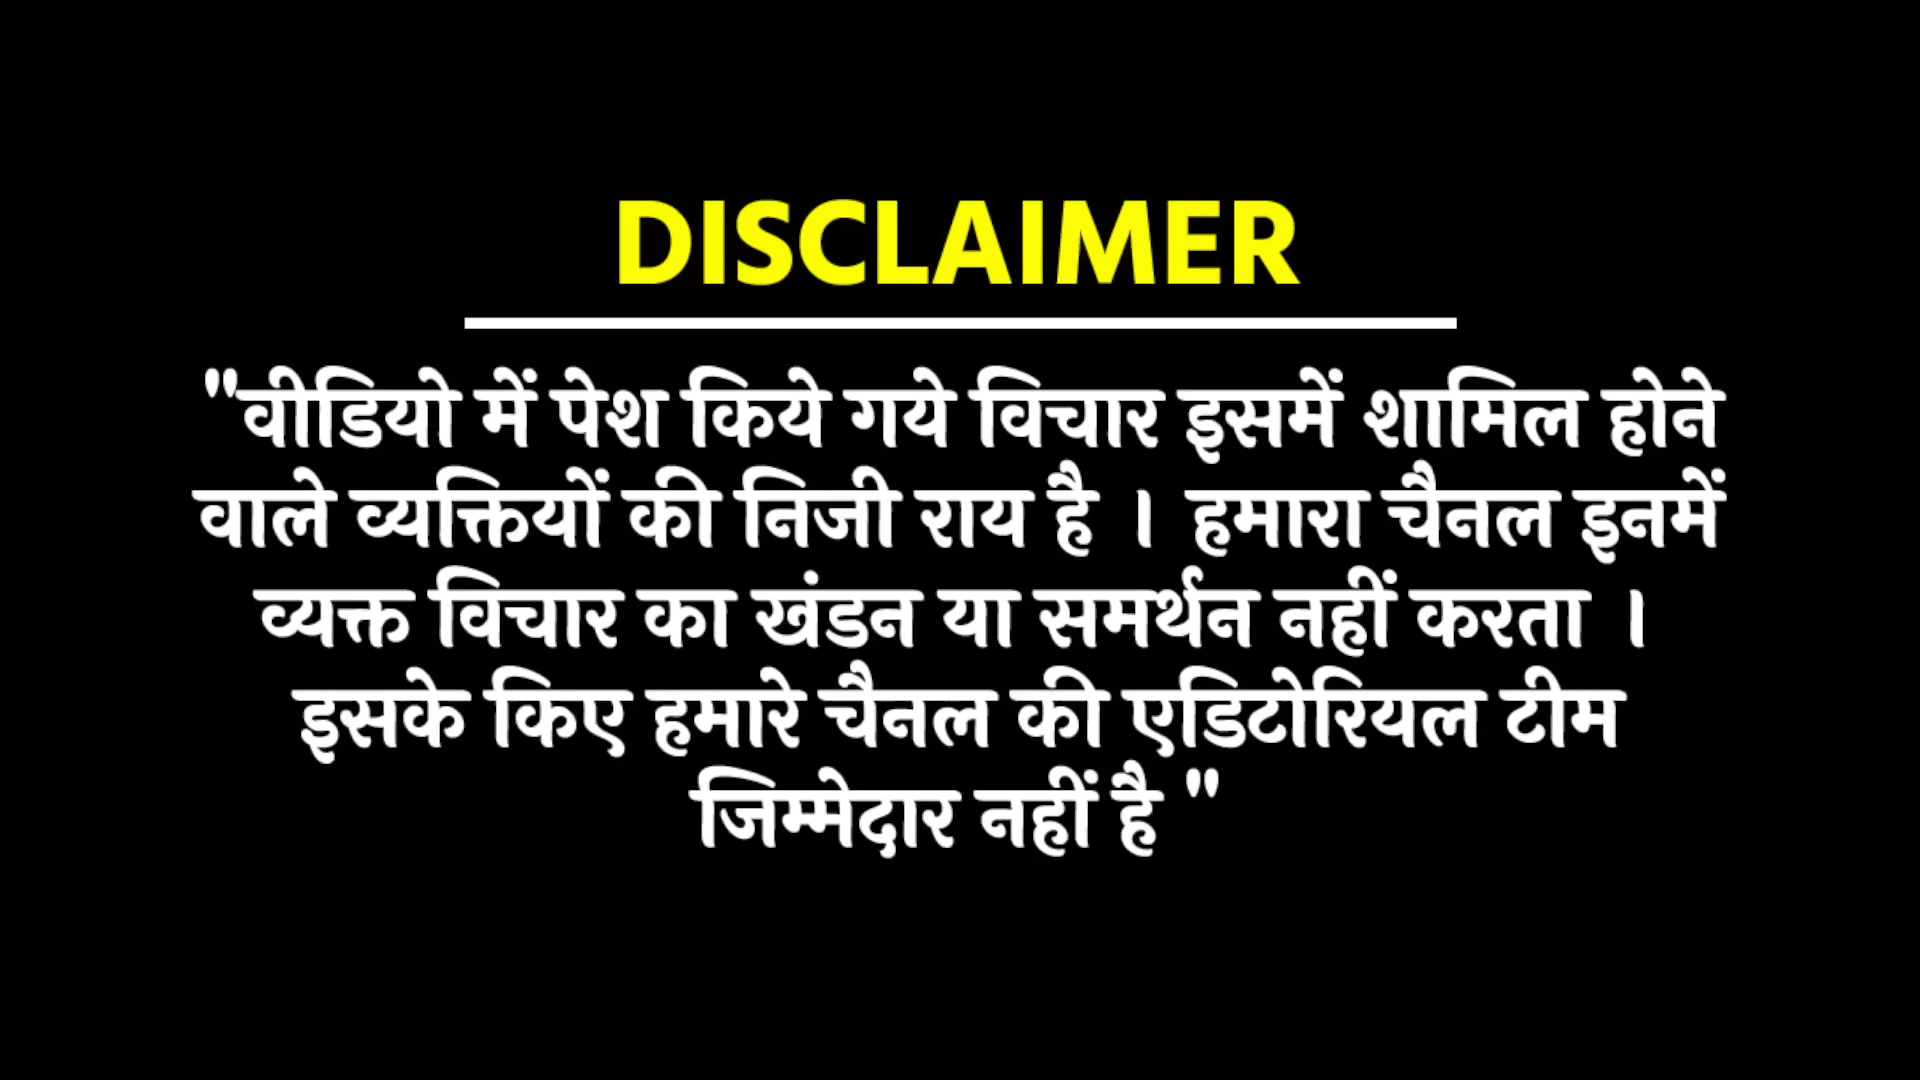 DISCLAIMER
"वीडियो में पेश किये गये विचार इसमें शामिल होने
वाले व्यक्तियों की निजी राय है । हमारा चैनल इनमें
व्यक्त विचार का खंडन या समर्थन नहीं करता ।
इसके किए हमारे चैनल की एडिटोरियल टीम
जिम्मेदार नहीं है "